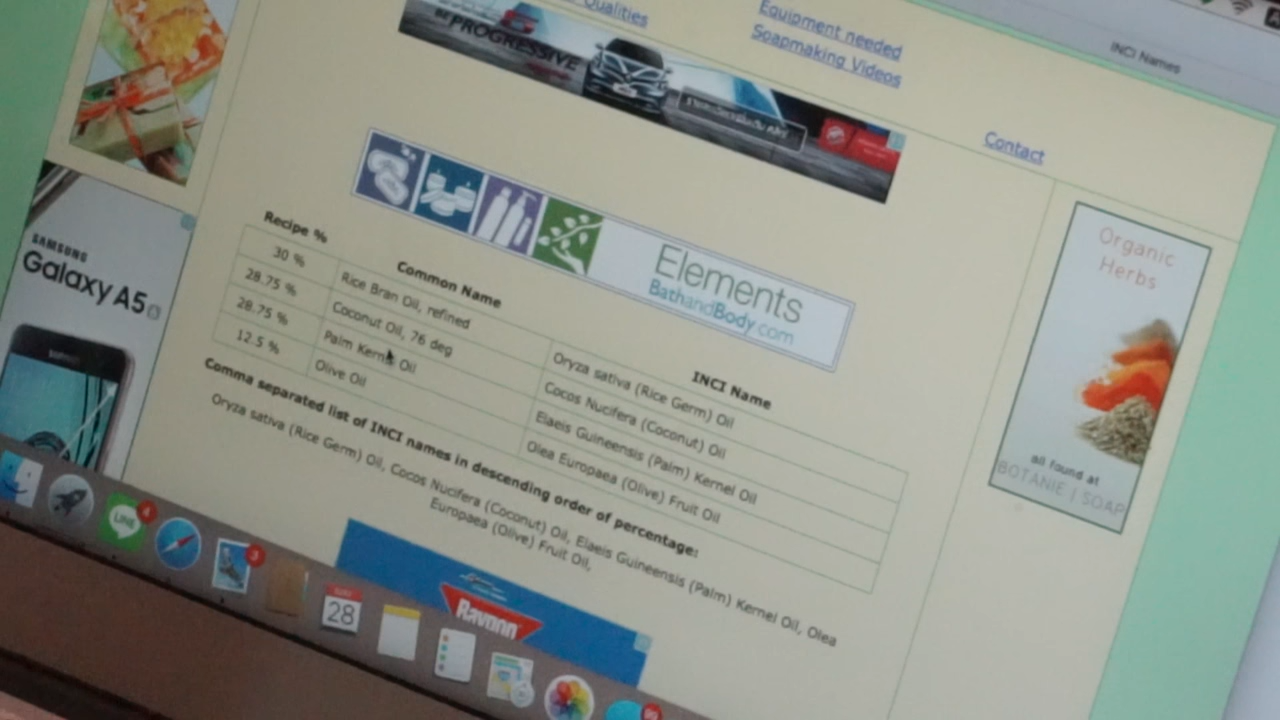 Qualities
Equipment needed
Soapmaking Videos
INCI Names
PROGRESSIVE
Contact
Elements
BathandBody.com
SAMSUNG
Galaxy A5
Organic
Herbs
all found at
BOTANIE | SOAP
Recipe %
Common Name
INCI Name
30 %
Rice Bran Oil, refined
Oryza sativa (Rice Germ) Oil
28.75 %
Coconut Oil, 76 deg
Cocos Nucifera (Coconut) Oil
28.75 %
Palm Kernel Oil
Elaeis Guineensis (Palm) Kernel Oil
12.5 %
Olive Oil
Olea Europaea (Olive) Fruit Oil
Comma separated list of INCI names in descending order of percentage:
Oryza sativa (Rice Germ) Oil, Cocos Nucifera (Coconut) Oil, Elaeis Guineensis (Palm) Kernel Oil, Olea
Europaea (Olive) Fruit Oil,
LINE
4
3
28